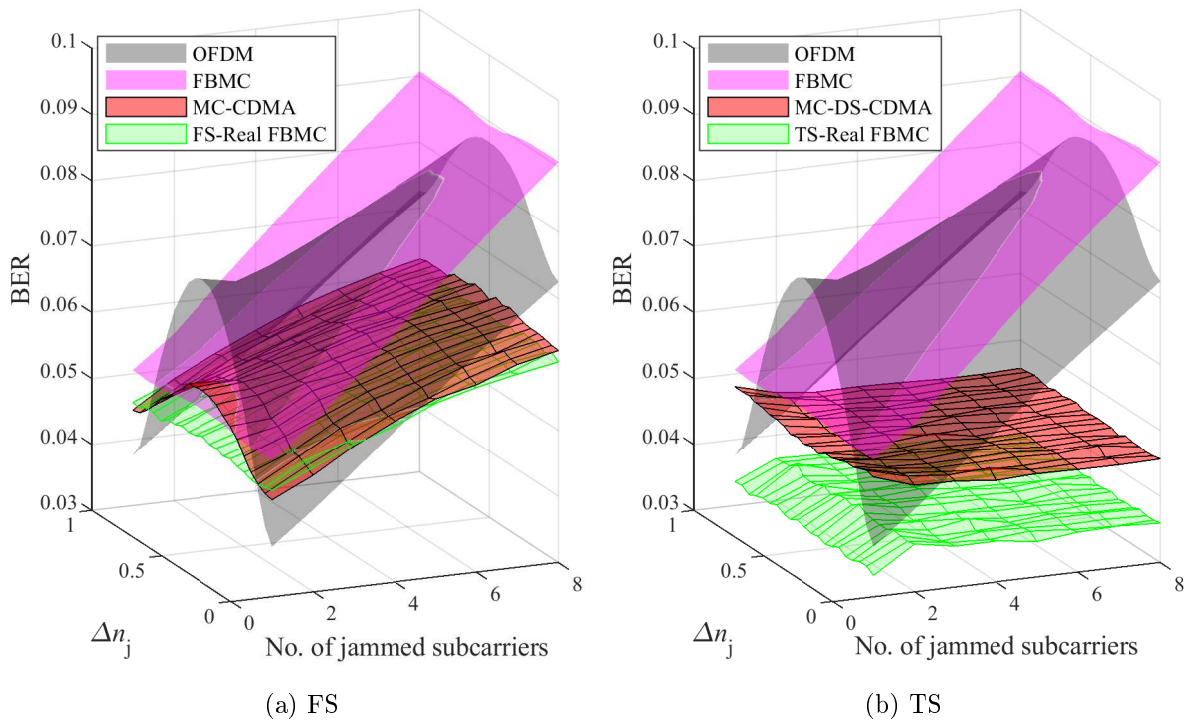 OFDM
FBMC
MC-CDMA
FS-Real FBMC
0.1
0.09
0.08
0.07
0.06
0.05
0.04
0.03
BER
1
0.5
0
Δn_j
0
2
4
6
8
No. of jammed subcarriers
(a) FS
OFDM
FBMC
MC-DS-CDMA
TS-Real FBMC
0.1
0.09
0.08
0.07
0.06
0.05
0.04
0.03
BER
1
0.5
0
Δn_j
0
2
4
6
8
No. of jammed subcarriers
(b) TS